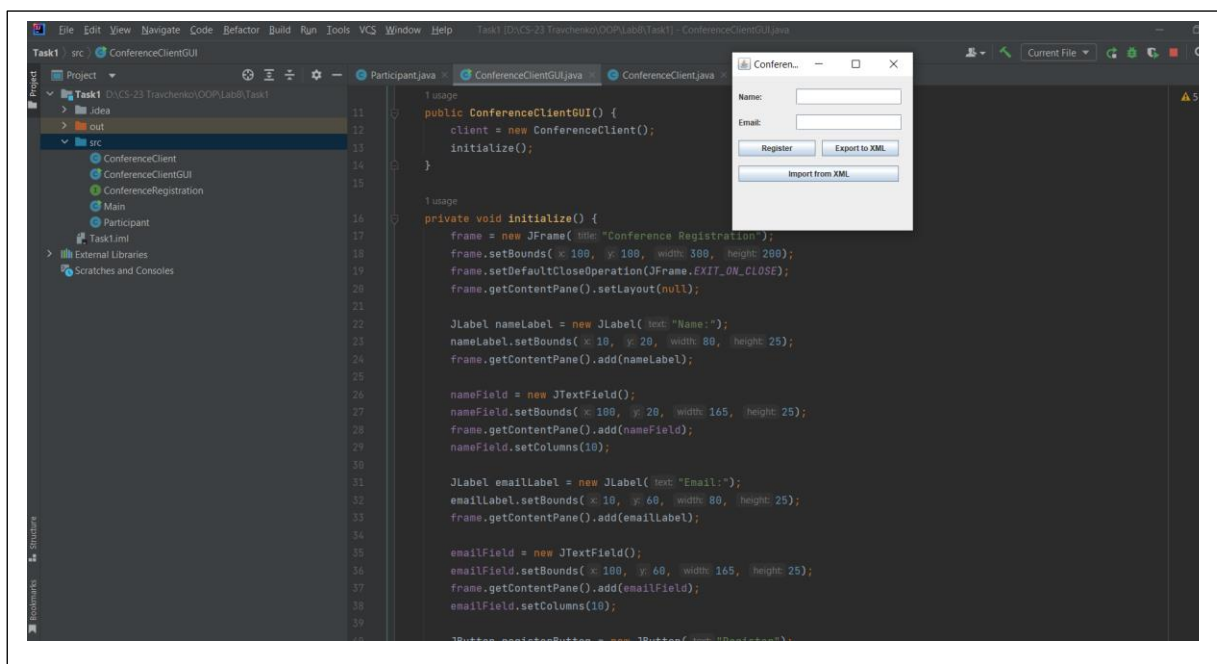 File Edit View Navigate Code Refactor Build Run Tools VCS Window Help Task1 [D:\CS-23 Travchenko\OOP\Lab8\Task1] - ConferenceClientGUI.java
Task1 src ConferenceClientGUI
Current File
Project
Project
Participant.java ConferenceClientGUI.java ConferenceClient.java
Task1 D:\CS-23 Travchenko\OOP\Lab8\Task1
.idea
out
src
ConferenceClient
ConferenceClientGUI
ConferenceRegistration
Main
Participant
Task1.iml
External Libraries
Scratches and Consoles
Structure
Bookmarks
1 usage
11 public ConferenceClientGUI() {
12 client = new ConferenceClient();
13 initialize();
14 }
15
1 usage
16 private void initialize() {
17 frame = new JFrame( title: "Conference Registration");
18 frame.setBounds( x: 100, y: 100, width: 300, height: 200);
19 frame.setDefaultCloseOperation(JFrame.EXIT_ON_CLOSE);
20 frame.getContentPane().setLayout(null);
21
22 JLabel nameLabel = new JLabel( text: "Name:");
23 nameLabel.setBounds( x: 10, y: 20, width: 80, height: 25);
24 frame.getContentPane().add(nameLabel);
25
26 nameField = new JTextField();
27 nameField.setBounds( x: 100, y: 20, width: 165, height: 25);
28 frame.getContentPane().add(nameField);
29 nameField.setColumns(10);
30
31 JLabel emailLabel = new JLabel( text: "Email:");
32 emailLabel.setBounds( x: 10, y: 60, width: 80, height: 25);
33 frame.getContentPane().add(emailLabel);
34
35 emailField = new JTextField();
36 emailField.setBounds( x: 100, y: 60, width: 165, height: 25);
37 frame.getContentPane().add(emailField);
38 emailField.setColumns(10);
39
5
Conferen...
Name:
Email:
Register Export to XML
Import from XML